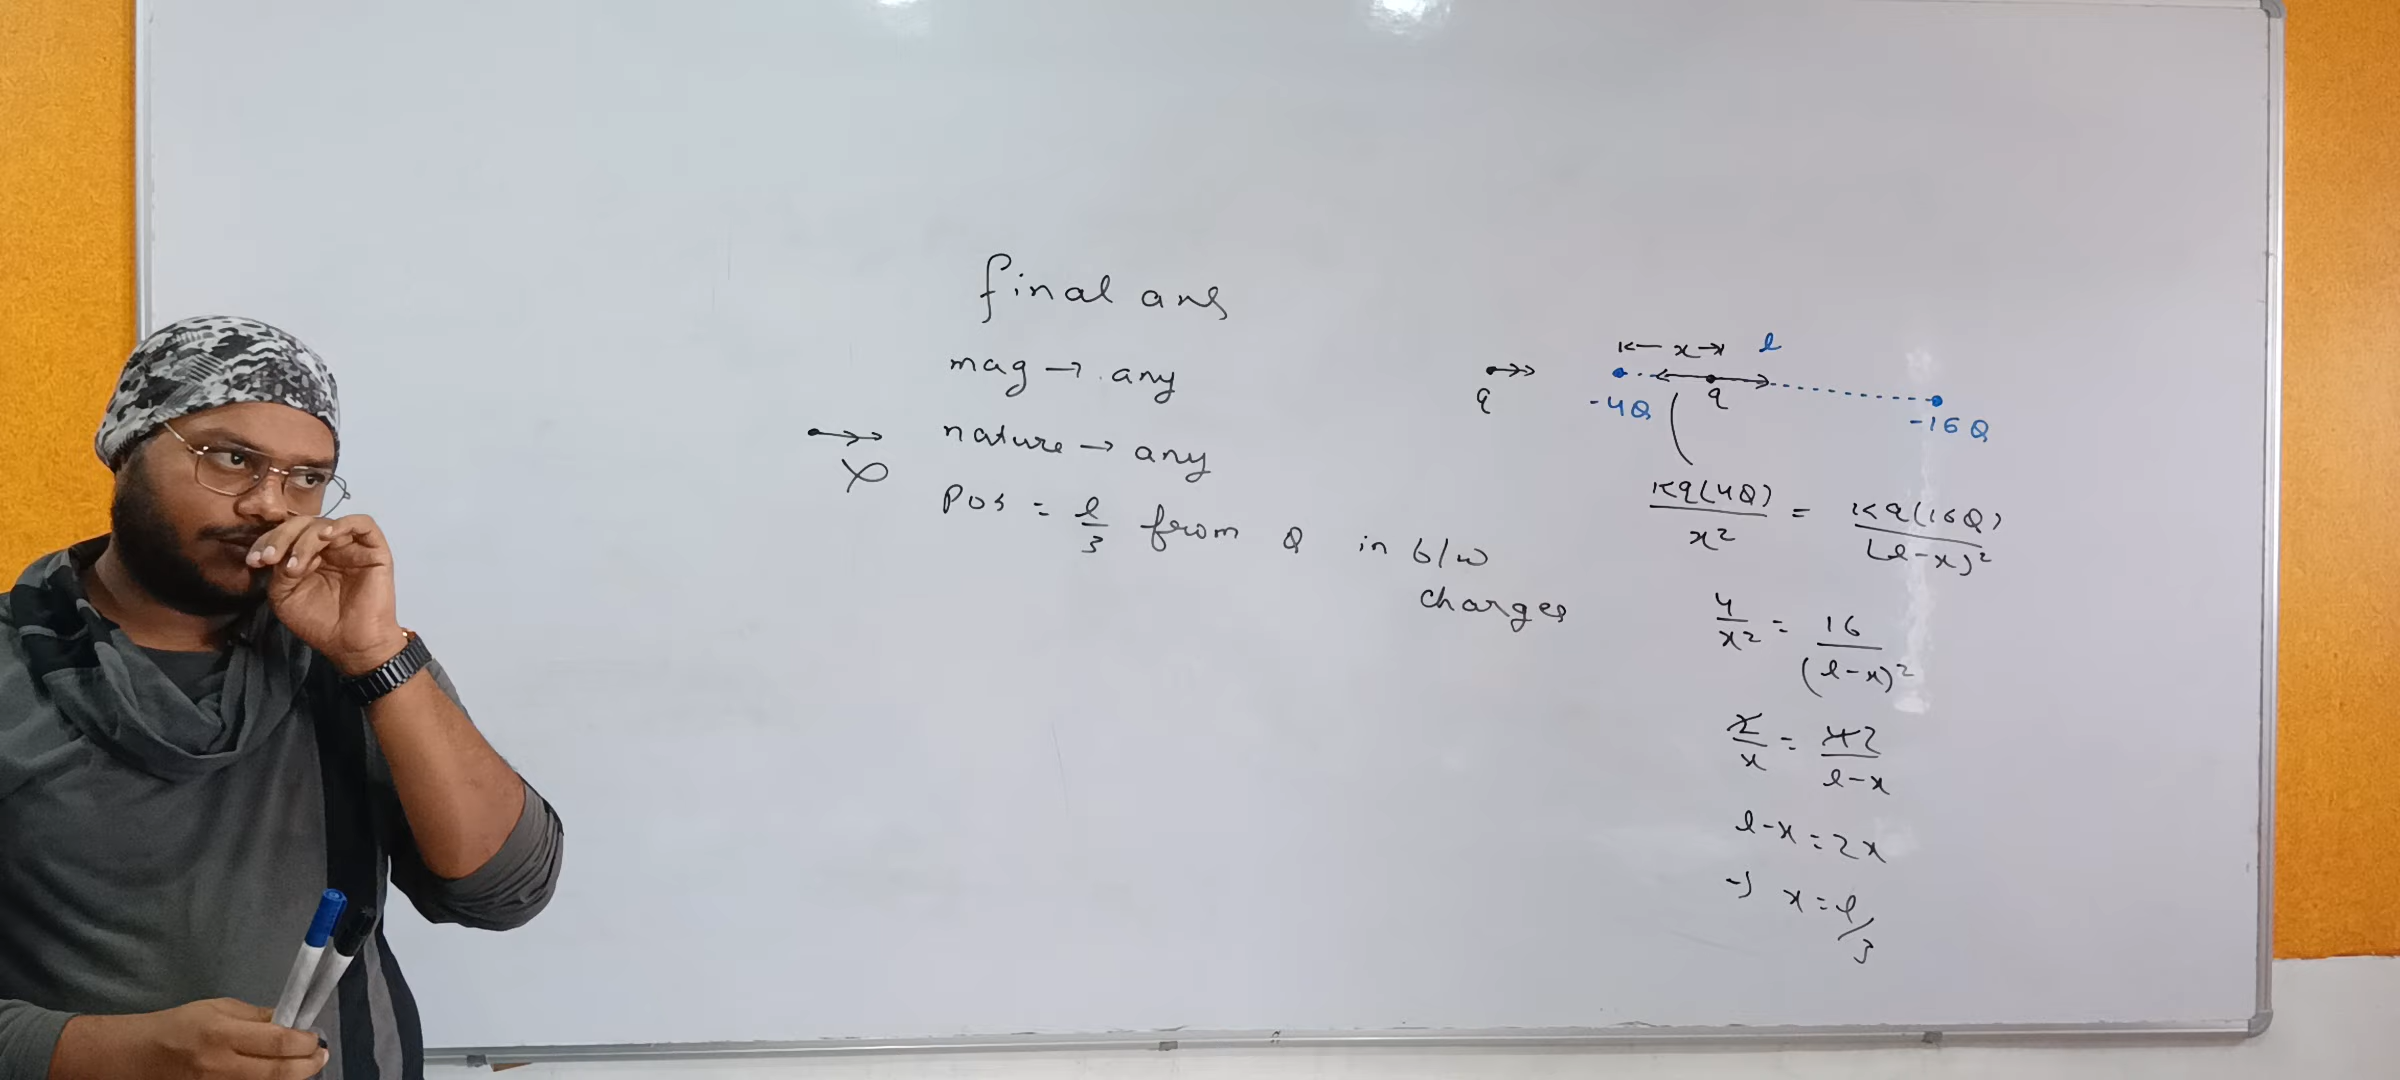 final ans
mag → any
nature → any
pos = l/3 from Q in b/w
charges
x l
q -4Q q -16Q
Kq(4Q)/x² = Kq(16Q)/(l-x)²
4/x² = 16/(l-x)²
2/x = 42/l-x
l-x = 2x
→ x = l/3